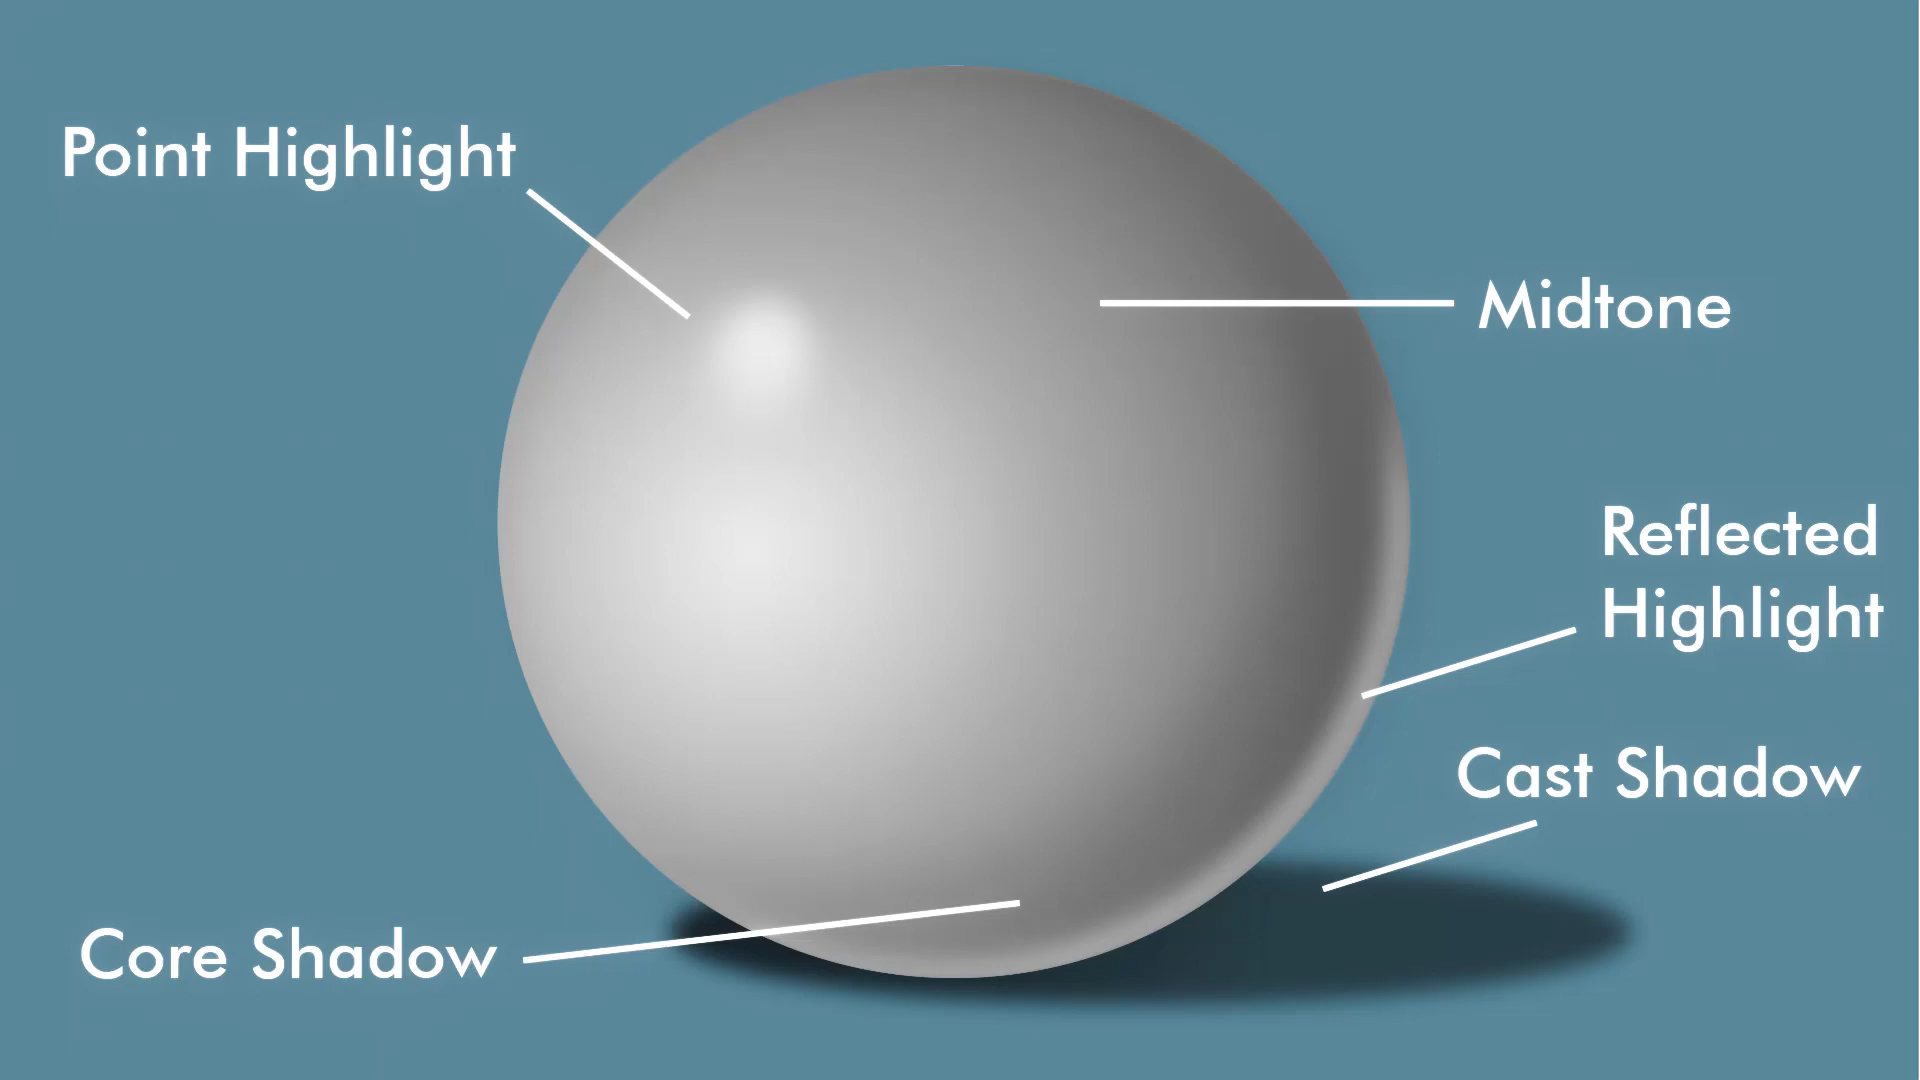 Point Highlight
Midtone
Reflected
Highlight
Cast Shadow
Core Shadow